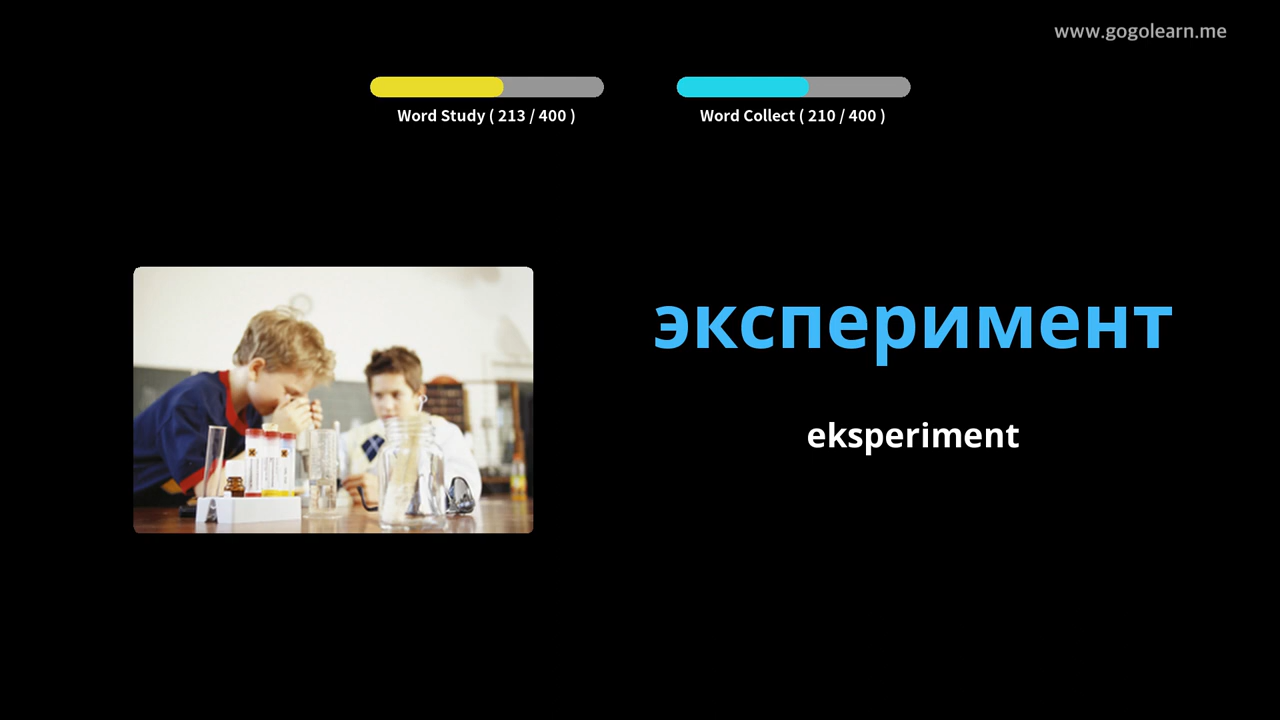 www.gogolearn.me
Word Study ( 213 / 400 )
Word Collect ( 210 / 400 )
эксперимент
eksperiment